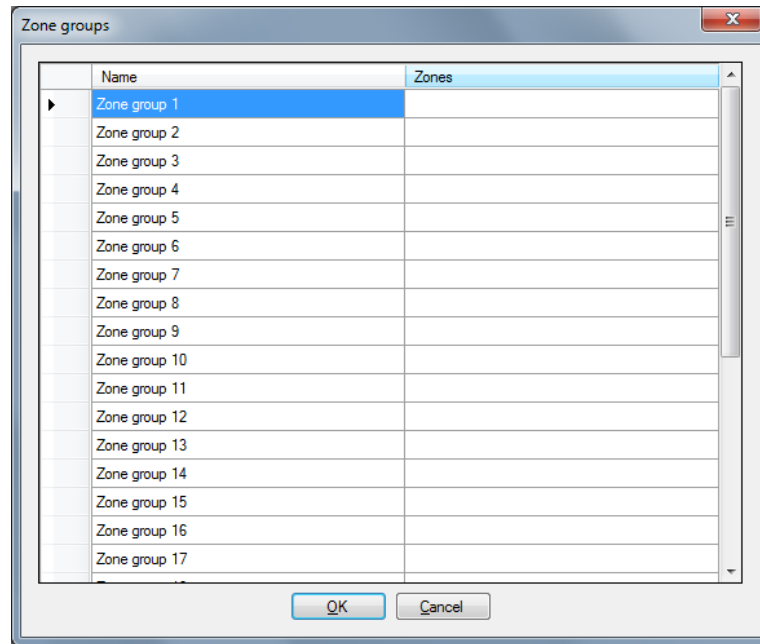 Zone groups
Name Zones
Zone group 1
Zone group 2
Zone group 3
Zone group 4
Zone group 5
Zone group 6
Zone group 7
Zone group 8
Zone group 9
Zone group 10
Zone group 11
Zone group 12
Zone group 13
Zone group 14
Zone group 15
Zone group 16
Zone group 17
OK Cancel